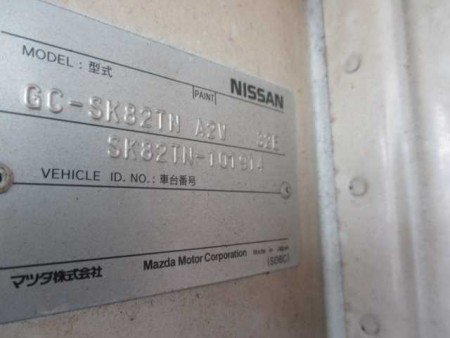 NISSAN
MODEL : 型式 [PAINT]
GC-SK82TN A2V 32E
SK82TN-101914
VEHICLE ID. NO. : 車台番号
マツダ株式会社 Mazda Motor Corporation Made in Japan
(S06C)